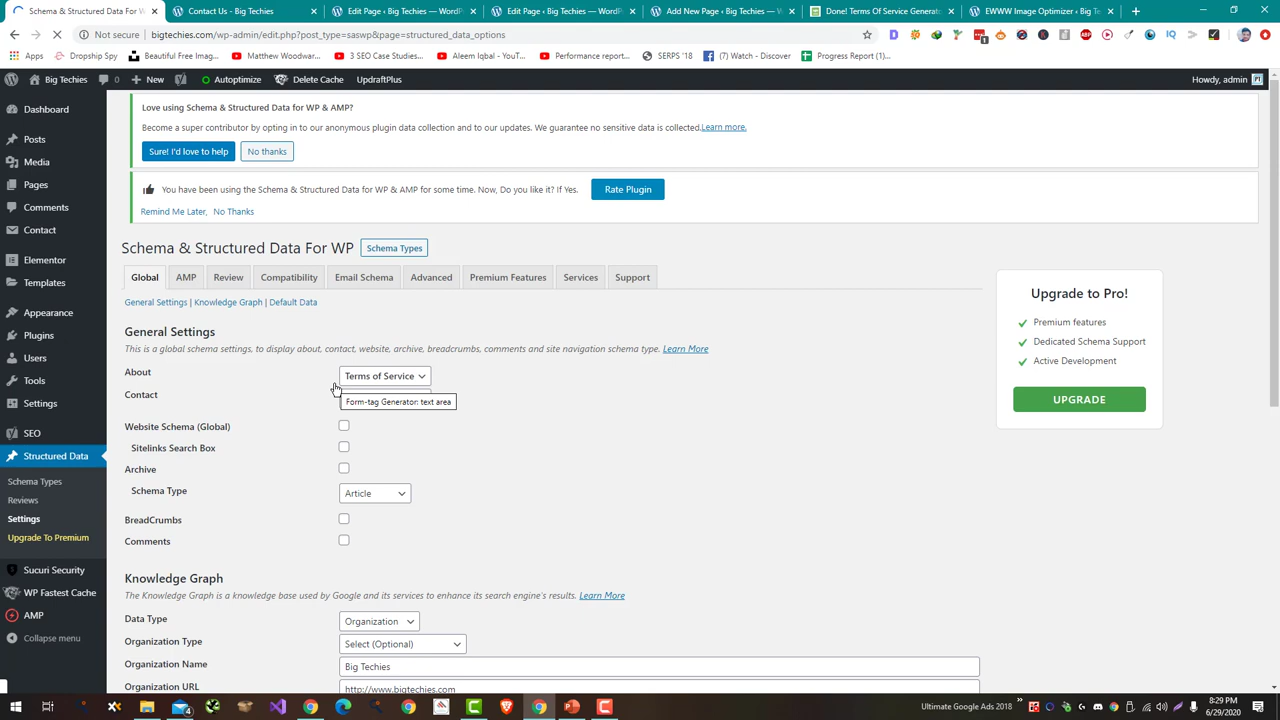 Schema & Structured Data For W
Contact Us - Big Techies
Edit Page ‹ Big Techies — WordP
Edit Page ‹ Big Techies — WordP
Add New Page ‹ Big Techies — W
Done! Terms Of Service Generato
EWWW Image Optimizer ‹ Big Te
Not secure
bigtechies.com/wp-admin/edit.php?post_type=saswp&page=structured_data_options
Apps
Dropship Spy
Beautiful Free Imag...
Matthew Woodwar...
3 SEO Case Studies...
Aleem Iqbal - YouT...
Performance report...
SERPS '18
(7) Watch - Discover
Progress Report (1)...
Big Techies
0
New
Autoptimize
Delete Cache
UpdraftPlus
Howdy, admin
Dashboard
Posts
Media
Pages
Comments
Contact
Elementor
Templates
Appearance
Plugins
Users
Tools
Settings
SEO
Structured Data
Schema Types
Reviews
Settings
Upgrade To Premium
Sucuri Security
WP Fastest Cache
AMP
Collapse menu
Love using Schema & Structured Data for WP & AMP?
Become a super contributor by opting in to our anonymous plugin data collection and to our updates. We guarantee no sensitive data is collected.Learn more.
Sure! I'd love to help
No thanks
You have been using the Schema & Structured Data for WP & AMP for some time. Now, Do you like it? If Yes.
Rate Plugin
Remind Me Later, No Thanks
Schema & Structured Data For WP
Schema Types
Global
AMP
Review
Compatibility
Email Schema
Advanced
Premium Features
Services
Support
General Settings | Knowledge Graph | Default Data
General Settings
This is a global schema settings, to display about, contact, website, archive, breadcrumbs, comments and site navigation schema type. Learn More
About
Terms of Service
Contact
Form-tag Generator: text area
Website Schema (Global)
Sitelinks Search Box
Archive
Schema Type
Article
BreadCrumbs
Comments
Knowledge Graph
The Knowledge Graph is a knowledge base used by Google and its services to enhance its search engine's results. Learn More
Data Type
Organization
Organization Type
Select (Optional)
Organization Name
Big Techies
Organization URL
http://www.bigtechies.com
Upgrade to Pro!
Premium features
Dedicated Schema Support
Active Development
UPGRADE
Ultimate Google Ads 2018
8:29 PM
6/29/2020